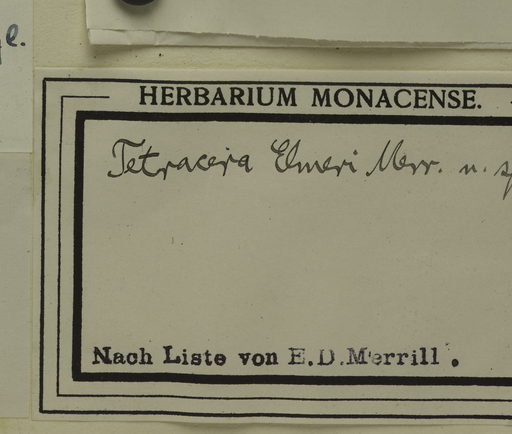 HERBARIUM MONACENSE.
Tetracera Elmeri Merr. n. sp
Nach Liste von E.D.Merrill.